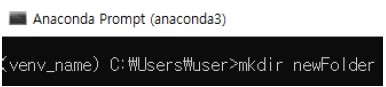 Anaconda Prompt (anaconda3)
(venv_name) C:₩Users₩user>mkdir newFolder